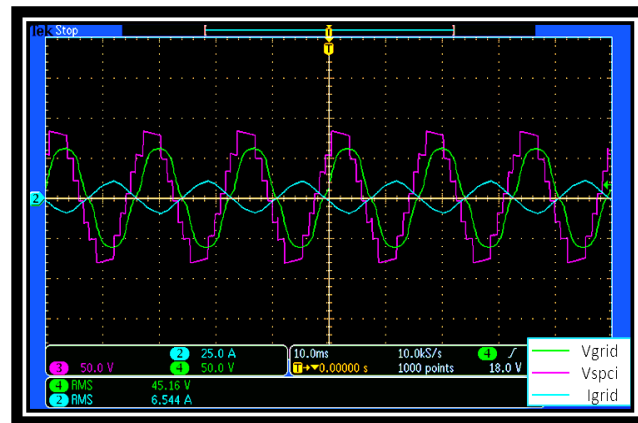 Tek Stop
T
2
2 25.0 A
3 50.0 V 4 50.0 V
10.0ms 10.0kS/s 4
T→▼0.00000 s 1000 points 18.0 V
4 RMS 45.16 V
2 RMS 6.544 A
Vgrid
Vspci
Igrid